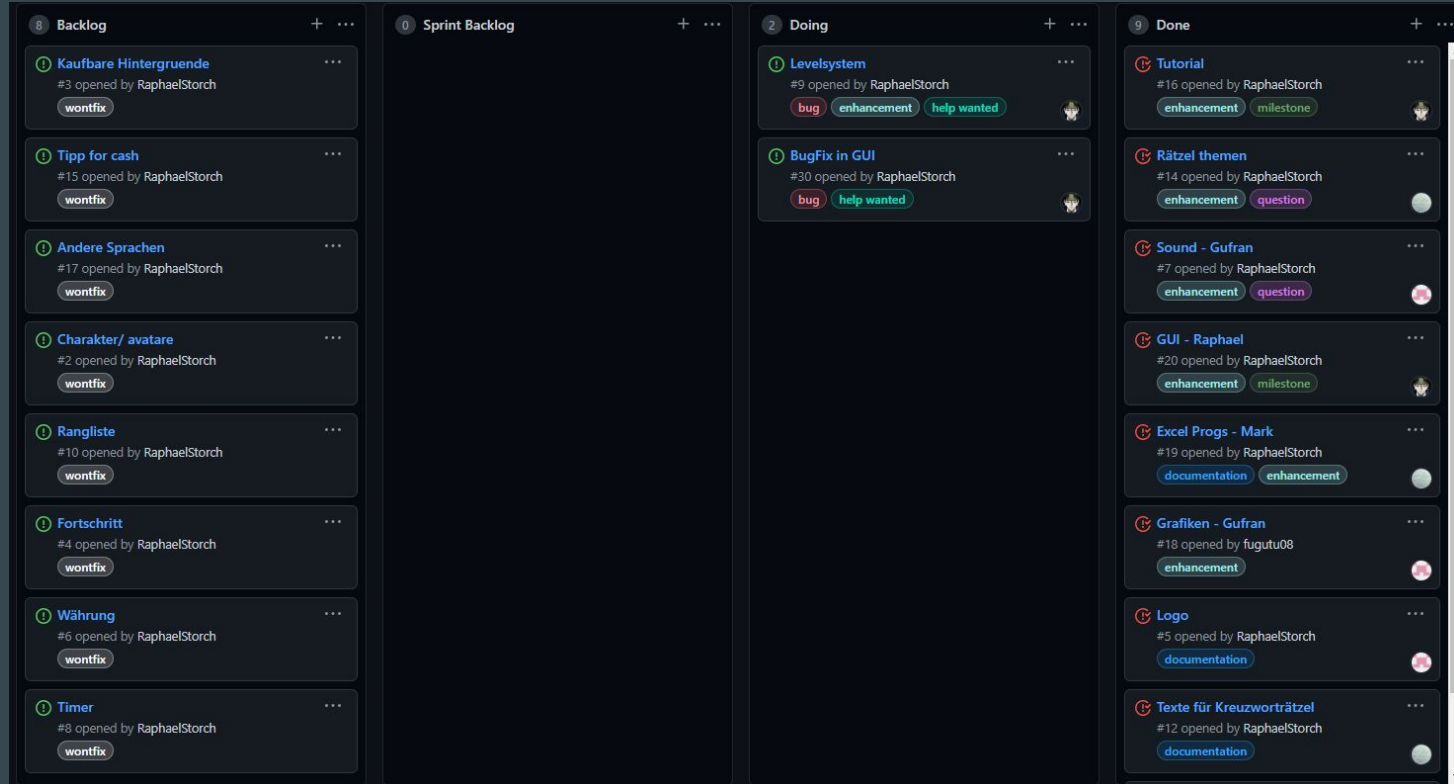 8 Backlog
Kaufbare Hintergruende
#3 opened by RaphaelStorch
wontfix
Tipp for cash
#15 opened by RaphaelStorch
wontfix
Andere Sprachen
#17 opened by RaphaelStorch
wontfix
Charakter/ avatare
#2 opened by RaphaelStorch
wontfix
Rangliste
#10 opened by RaphaelStorch
wontfix
Fortschritt
#4 opened by RaphaelStorch
wontfix
Währung
#6 opened by RaphaelStorch
wontfix
Timer
#8 opened by RaphaelStorch
wontfix
0 Sprint Backlog
2 Doing
Levelsystem
#9 opened by RaphaelStorch
bug enhancement help wanted
BugFix in GUI
#30 opened by RaphaelStorch
bug help wanted
9 Done
Tutorial
#16 opened by RaphaelStorch
enhancement milestone
Rätzel themen
#14 opened by RaphaelStorch
enhancement question
Sound - Gufran
#7 opened by RaphaelStorch
enhancement question
GUI - Raphael
#20 opened by RaphaelStorch
enhancement milestone
Excel Progs - Mark
#19 opened by RaphaelStorch
documentation enhancement
Grafiken - Gufran
#18 opened by fugutu08
enhancement
Logo
#5 opened by RaphaelStorch
documentation
Texte für Kreuzworträtzel
#12 opened by RaphaelStorch
documentation